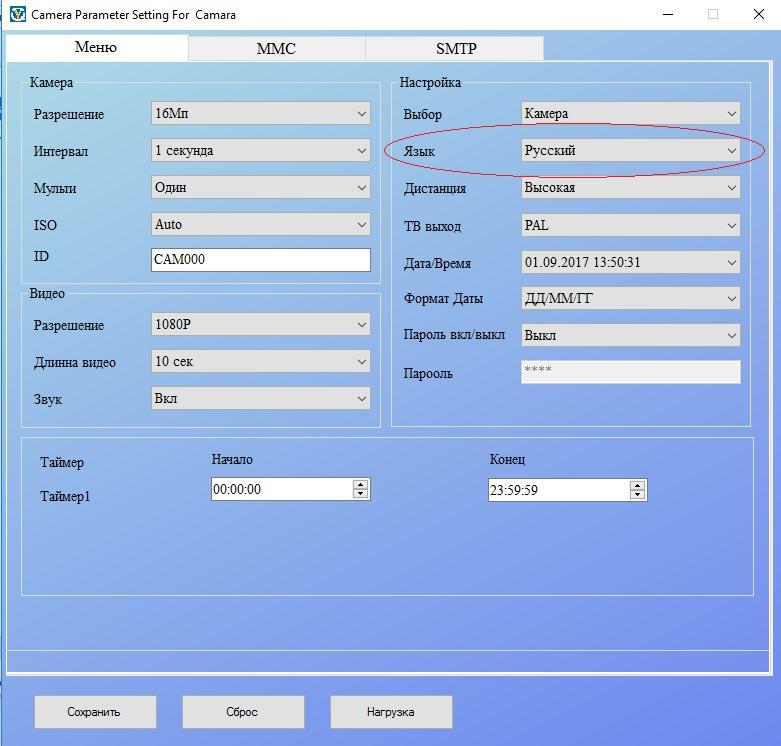 Camera Parameter Setting For Camara
Меню MMC SMTP
Камера
Разрешение 16Мп
Интервал 1 секунда
Мульти Один
ISO Auto
ID CAM000
Видео
Разрешение 1080P
Длинна видео 10 сек
Звук Вкл
Настройка
Выбор Камера
Язык Русский
Дистанция Высокая
ТВ выход PAL
Дата/Время 01.09.2017 13:50:31
Формат Даты ДД/ММ/ГГ
Пароль вкл/выкл Выкл
Парооль ****
Таймер Начало Конец
Таймер1 00:00:00 23:59:59
Сохранить Сброс Нагрузка